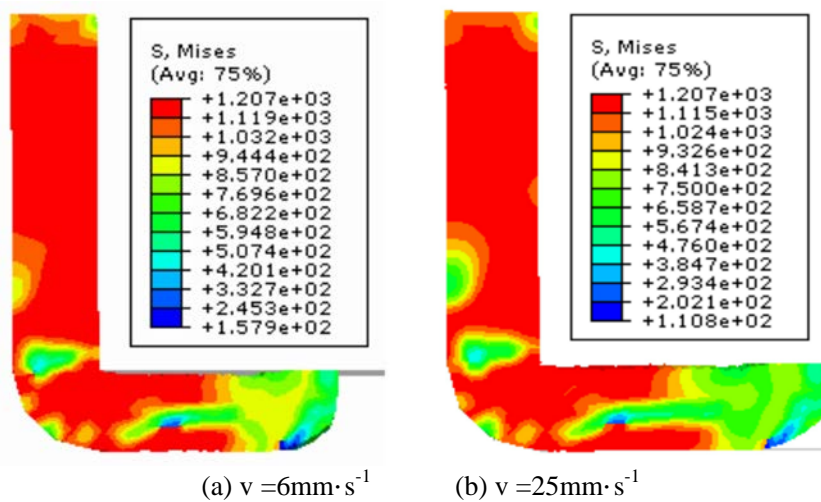 S, Mises
(Avg: 75%)
+1.207e+03
+1.119e+03
+1.032e+03
+9.444e+02
+8.570e+02
+7.696e+02
+6.822e+02
+5.948e+02
+5.074e+02
+4.201e+02
+3.327e+02
+2.453e+02
+1.579e+02
S, Mises
(Avg: 75%)
+1.207e+03
+1.115e+03
+1.024e+03
+9.326e+02
+8.413e+02
+7.500e+02
+6.587e+02
+5.674e+02
+4.760e+02
+3.847e+02
+2.934e+02
+2.021e+02
+1.108e+02
(a) v =6mm·s⁻¹
(b) v =25mm·s⁻¹